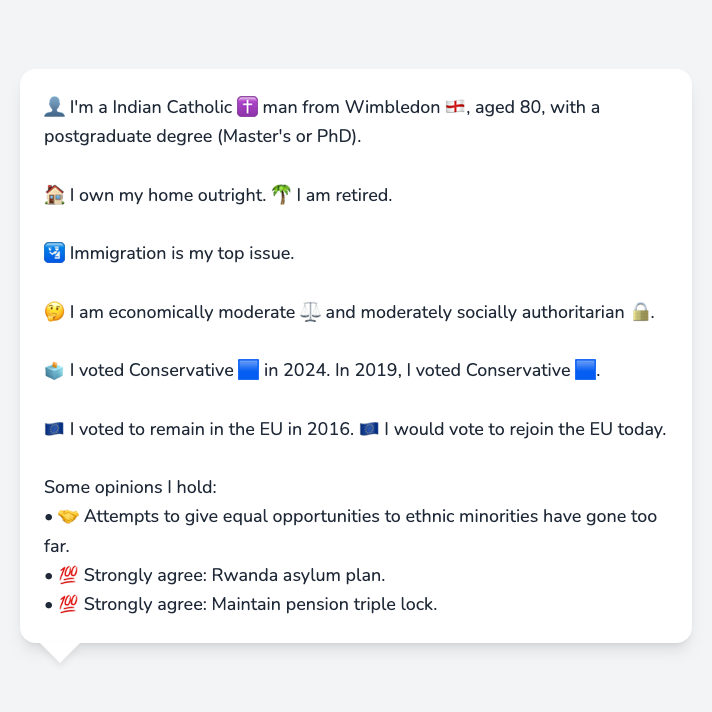 👤 I'm a Indian Catholic ✝️ man from Wimbledon 🏴󠁧󠁢󠁥󠁮󠁧󠁿, aged 80, with a
postgraduate degree (Master's or PhD).
🏠 I own my home outright. 🌴 I am retired.
🛂 Immigration is my top issue.
🤔 I am economically moderate ⚖️ and moderately socially authoritarian 🔒.
🗳️ I voted Conservative 🟦 in 2024. In 2019, I voted Conservative 🟦.
🇪🇺 I voted to remain in the EU in 2016. 🇪🇺 I would vote to rejoin the EU today.
Some opinions I hold:
• 🤝 Attempts to give equal opportunities to ethnic minorities have gone too
far.
• 💯 Strongly agree: Rwanda asylum plan.
• 💯 Strongly agree: Maintain pension triple lock.